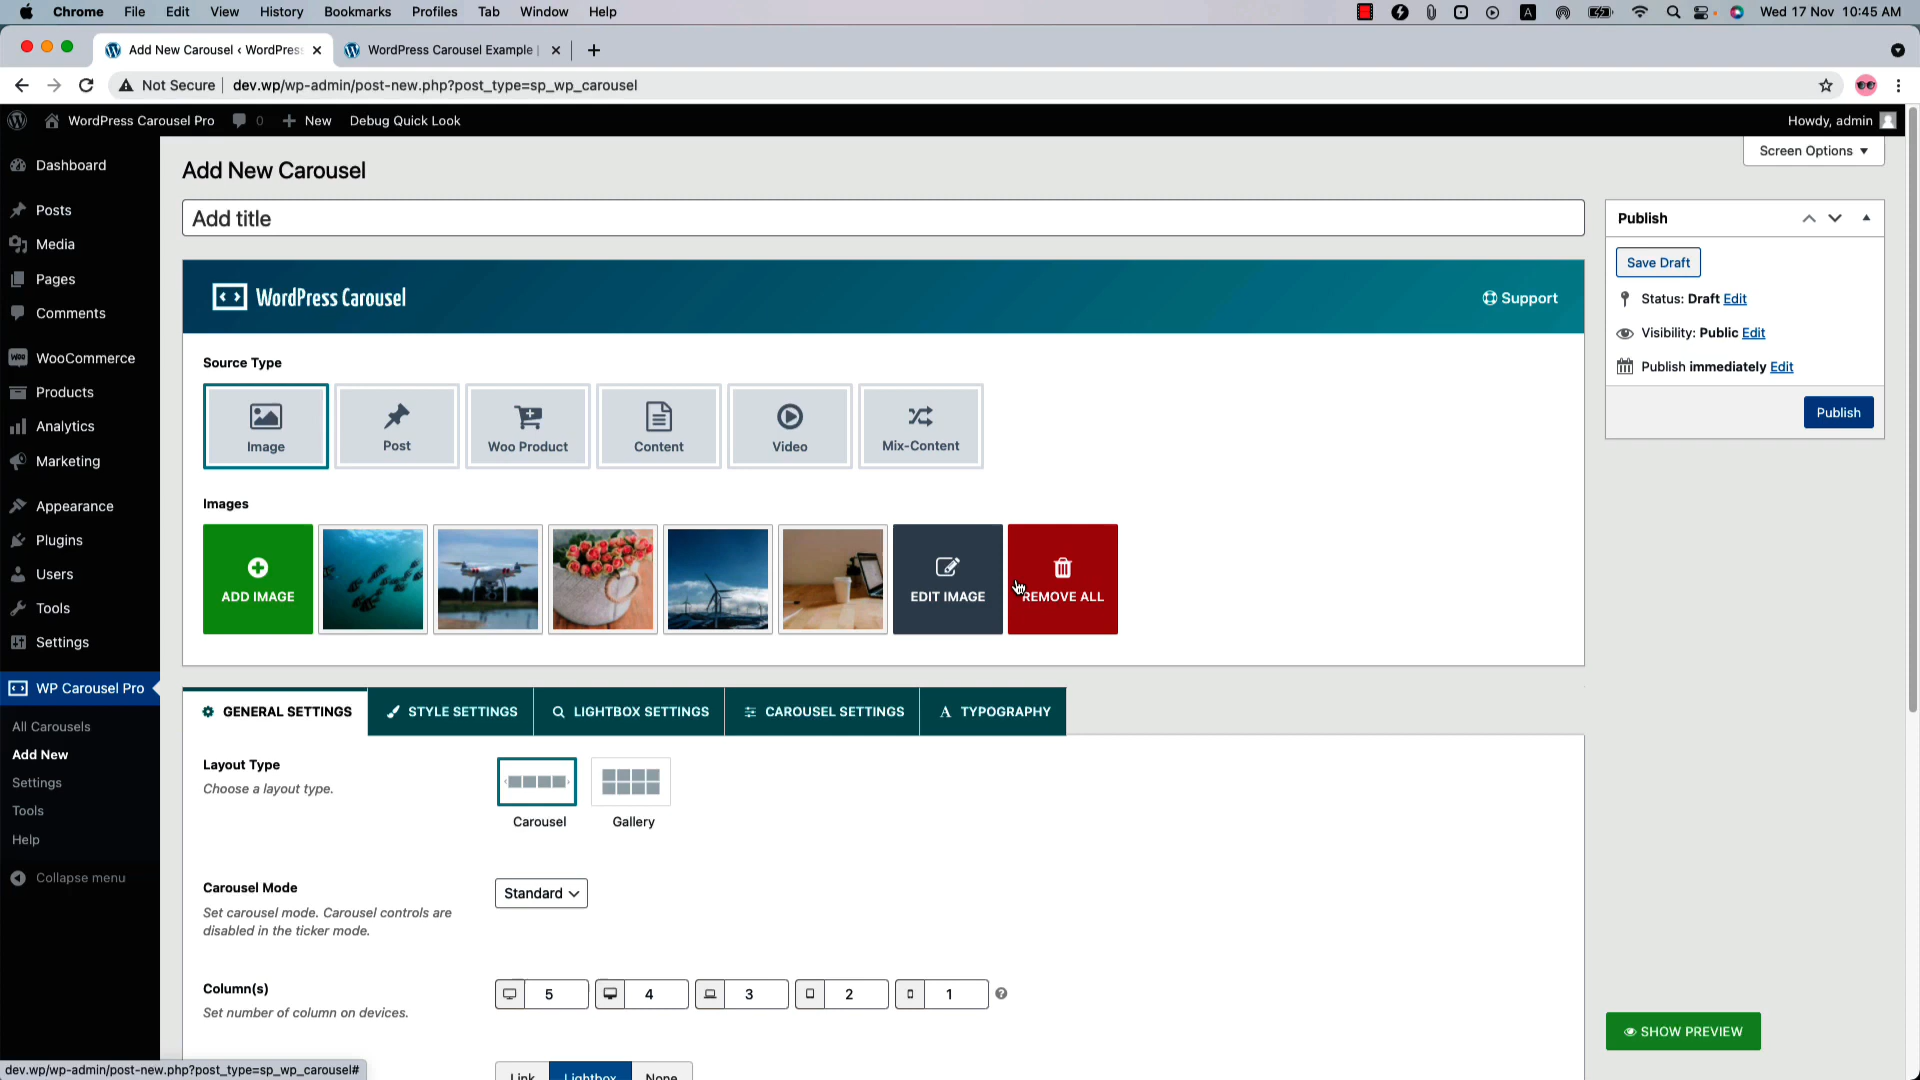 Chrome File Edit View History Bookmarks Profiles Tab Window Help
A Wed 17 Nov 10:45 AM
Add New Carousel ‹ WordPress
WordPress Carousel Example |
Not Secure | dev.wp/wp-admin/post-new.php?post_type=sp_wp_carousel
WordPress Carousel Pro 0 New Debug Quick Look Howdy, admin
Screen Options
Dashboard
Posts
Media
Pages
Comments
WooCommerce
Products
Analytics
Marketing
Appearance
Plugins
Users
Tools
Settings
WP Carousel Pro
All Carousels
Add New
Settings
Tools
Help
Collapse menu
Add New Carousel
Add title
WordPress Carousel
Support
Source Type
Image Post Woo Product Content Video Mix-Content
Images
ADD IMAGE EDIT IMAGE REMOVE ALL
GENERAL SETTINGS STYLE SETTINGS LIGHTBOX SETTINGS CAROUSEL SETTINGS A TYPOGRAPHY
Layout Type
Choose a layout type.
Carousel Gallery
Carousel Mode
Set carousel mode. Carousel controls are
disabled in the ticker mode.
Standard
Column(s)
Set number of column on devices.
5 4 3 2 1
Link Lightbox None
Publish
Save Draft
Status: Draft Edit
Visibility: Public Edit
Publish immediately Edit
Publish
SHOW PREVIEW
dev.wp/wp-admin/post-new.php?post_type=sp_wp_carousel#